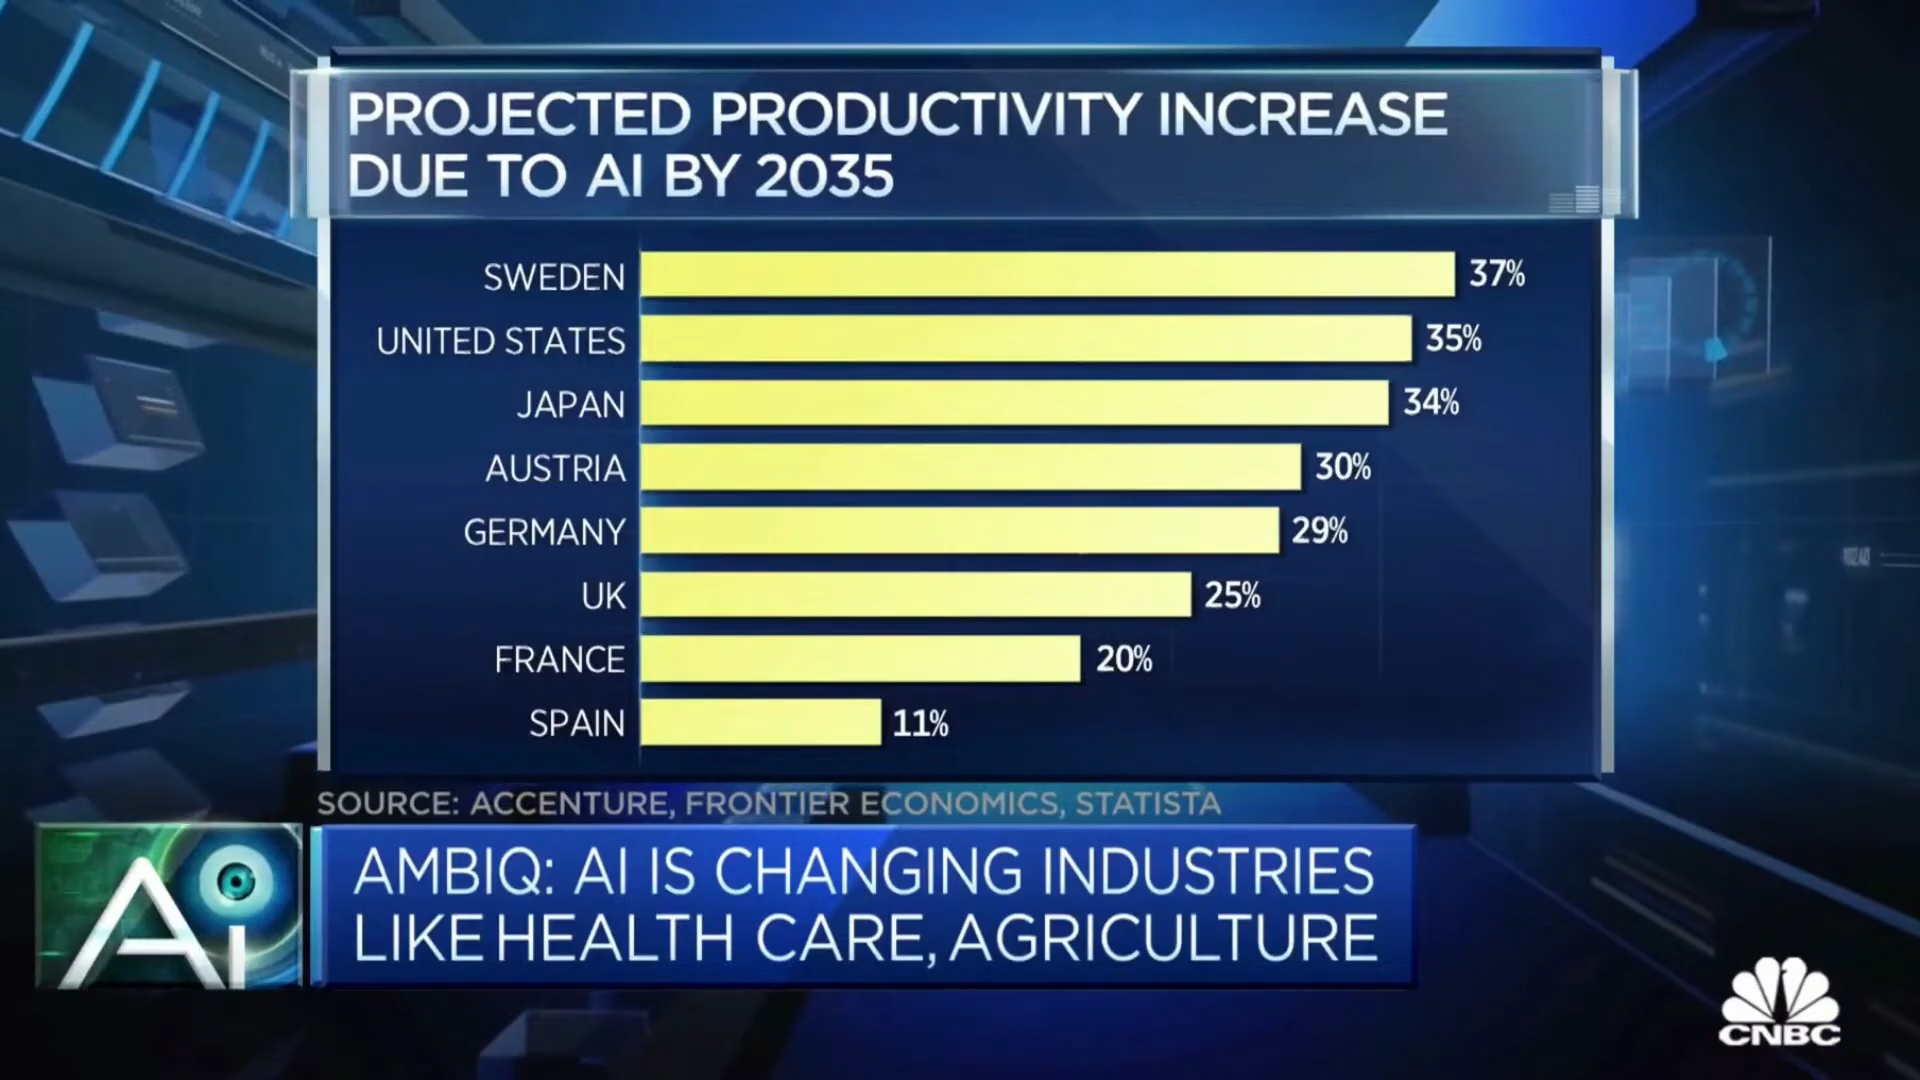 PROJECTED PRODUCTIVITY INCREASE
DUE TO AI BY 2035
SWEDEN 37%
UNITED STATES 35%
JAPAN 34%
AUSTRIA 30%
GERMANY 29%
UK 25%
FRANCE 20%
SPAIN 11%
SOURCE: ACCENTURE, FRONTIER ECONOMICS, STATISTA
Ai
AMBIQ: AI IS CHANGING INDUSTRIES
LIKE HEALTH CARE, AGRICULTURE
CNBC